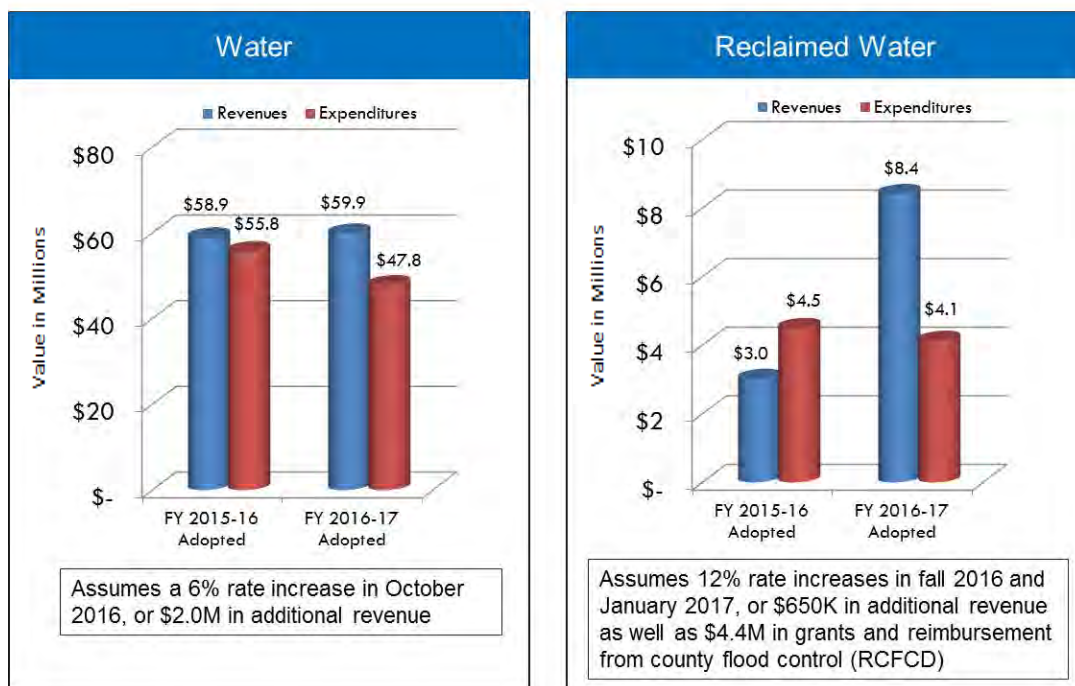 Water
Revenues Expenditures
Value in Millions
$80
$60
$40
$20
$-
$58.9
$55.8
$59.9
$47.8
FY 2015-16
Adopted
FY 2016-17
Adopted
Assumes a 6% rate increase in October
2016, or $2.0M in additional revenue
Reclaimed Water
Revenues Expenditures
Value in Millions
$10
$8
$6
$4
$2
$-
$3.0
$4.5
$8.4
$4.1
FY 2015-16
Adopted
FY 2016-17
Adopted
Assumes 12% rate increases in fall 2016 and
January 2017, or $650K in additional revenue
as well as $4.4M in grants and reimbursement
from county flood control (RCFCD)